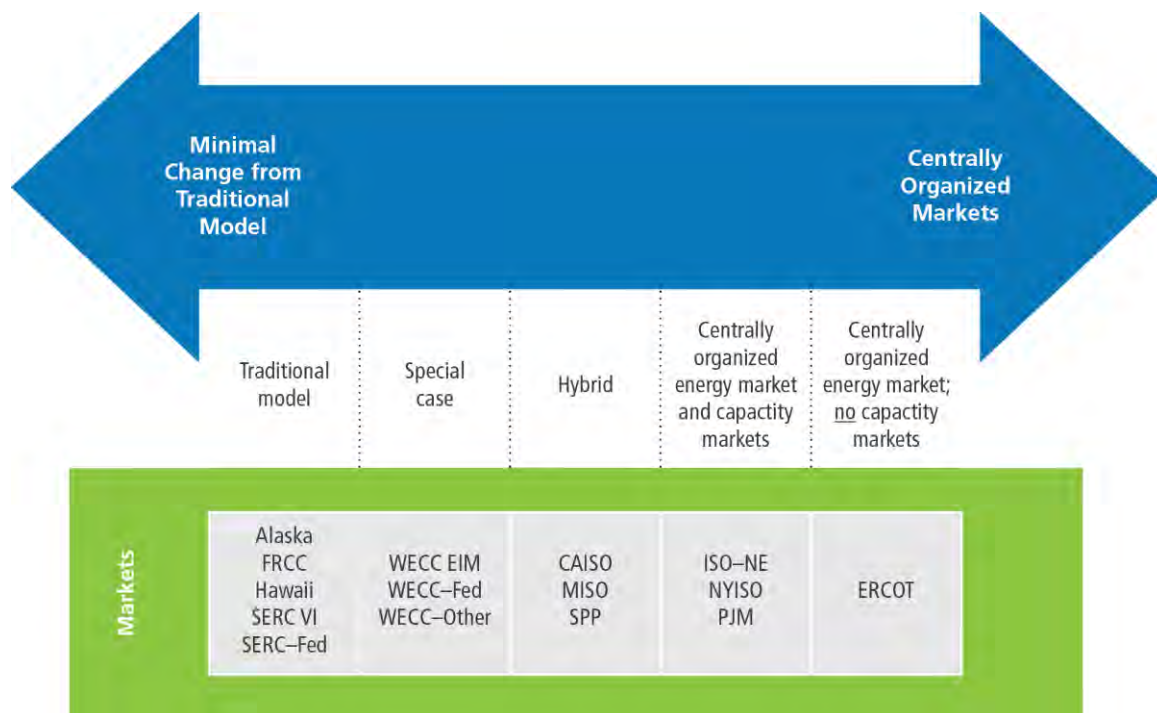 Minimal
Change from
Traditional
Model
Centrally
Organized
Markets
Traditional
model
Special
case
Hybrid
Centrally
organized
energy market
and capactity
markets
Centrally
organized
energy market;
no capactity
markets
Markets
Alaska
FRCC
Hawaii
SERC VI
SERC–Fed
WECC EIM
WECC–Fed
WECC–Other
CAISO
MISO
SPP
ISO–NE
NYISO
PJM
ERCOT